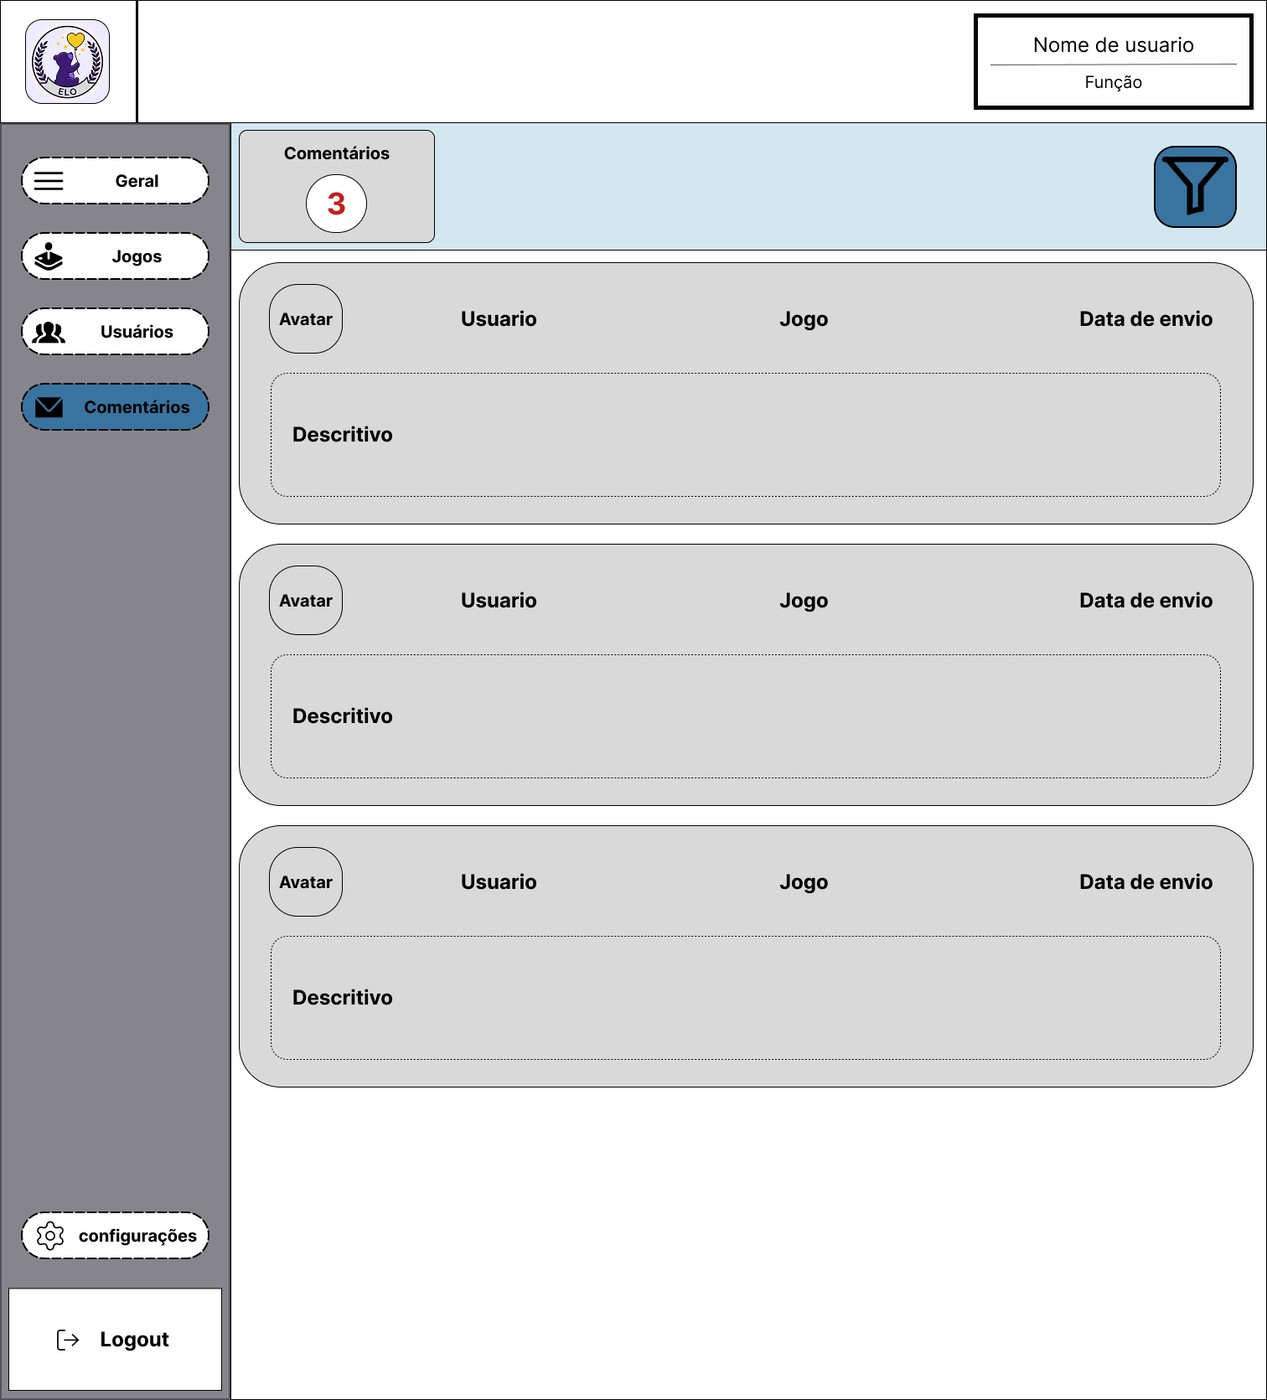 ELO
Nome de usuario
Função
Geral
Jogos
Usuários
Comentários
configurações
Logout
Comentários
3
Avatar
Usuario
Jogo
Data de envio
Descritivo
Avatar
Usuario
Jogo
Data de envio
Descritivo
Avatar
Usuario
Jogo
Data de envio
Descritivo